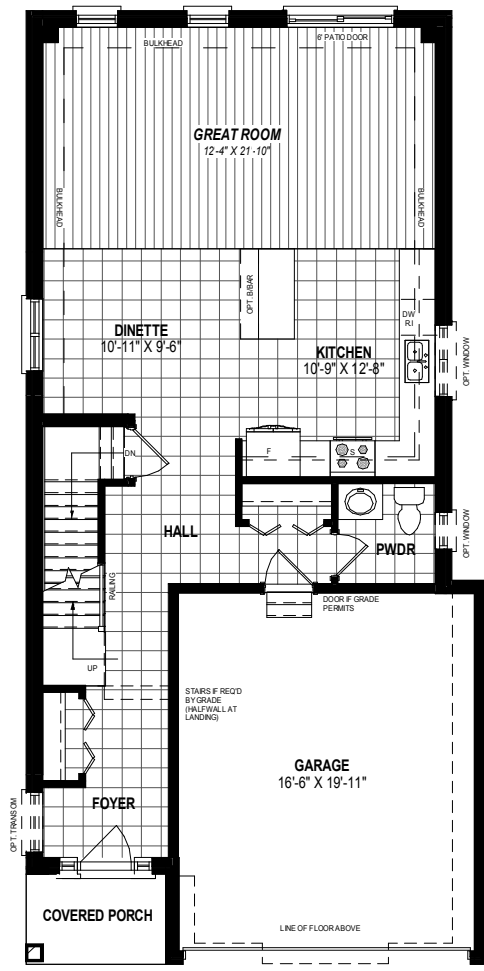 BULKHEAD
6' PATIO DOOR
GREAT ROOM
12'-4" X 21'-10"
BULKHEAD
BULKHEAD
OPT. B/BAR
DINETTE
10'-11" X 9'-6"
KITCHEN
10'-9" X 12'-8"
DW
R.I
OPT. WINDOW
F
S
DN
HALL
PWDR
OPT. WINDOW
RAILING
UP
DOOR IF GRADE
PERMITS
STAIRS IF REQ'D
BY GRADE
(HALFWALL AT
LANDING)
GARAGE
16'-6" X 19'-11"
FOYER
OPT. TRANSOM
COVERED PORCH
LINE OF FLOOR ABOVE